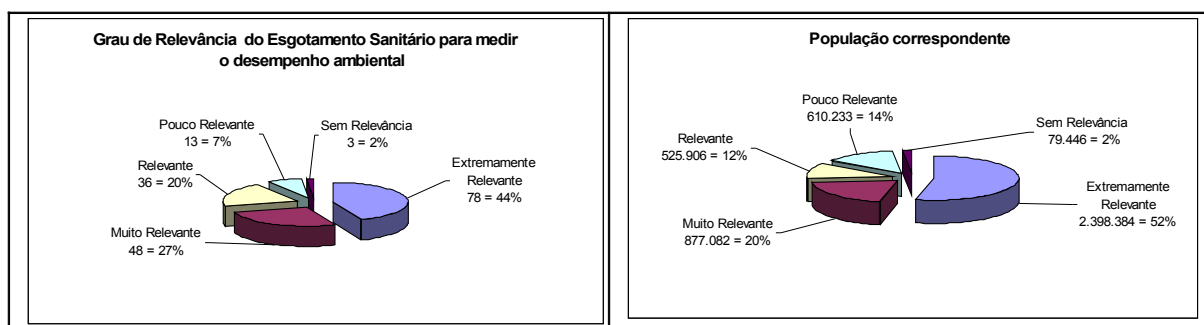 Grau de Relevância do Esgotamento Sanitário para medir
o desempenho ambiental
Pouco Relevante
13 = 7%
Sem Relevância
3 = 2%
Relevante
36 = 20%
Extremamente
Relevante
78 = 44%
Muito Relevante
48 = 27%
População correspondente
Pouco Relevante
610.233 = 14%
Sem Relevância
79.446 = 2%
Relevante
525.906 = 12%
Extremamente
Relevante
2.398.384 = 52%
Muito Relevante
877.082 = 20%